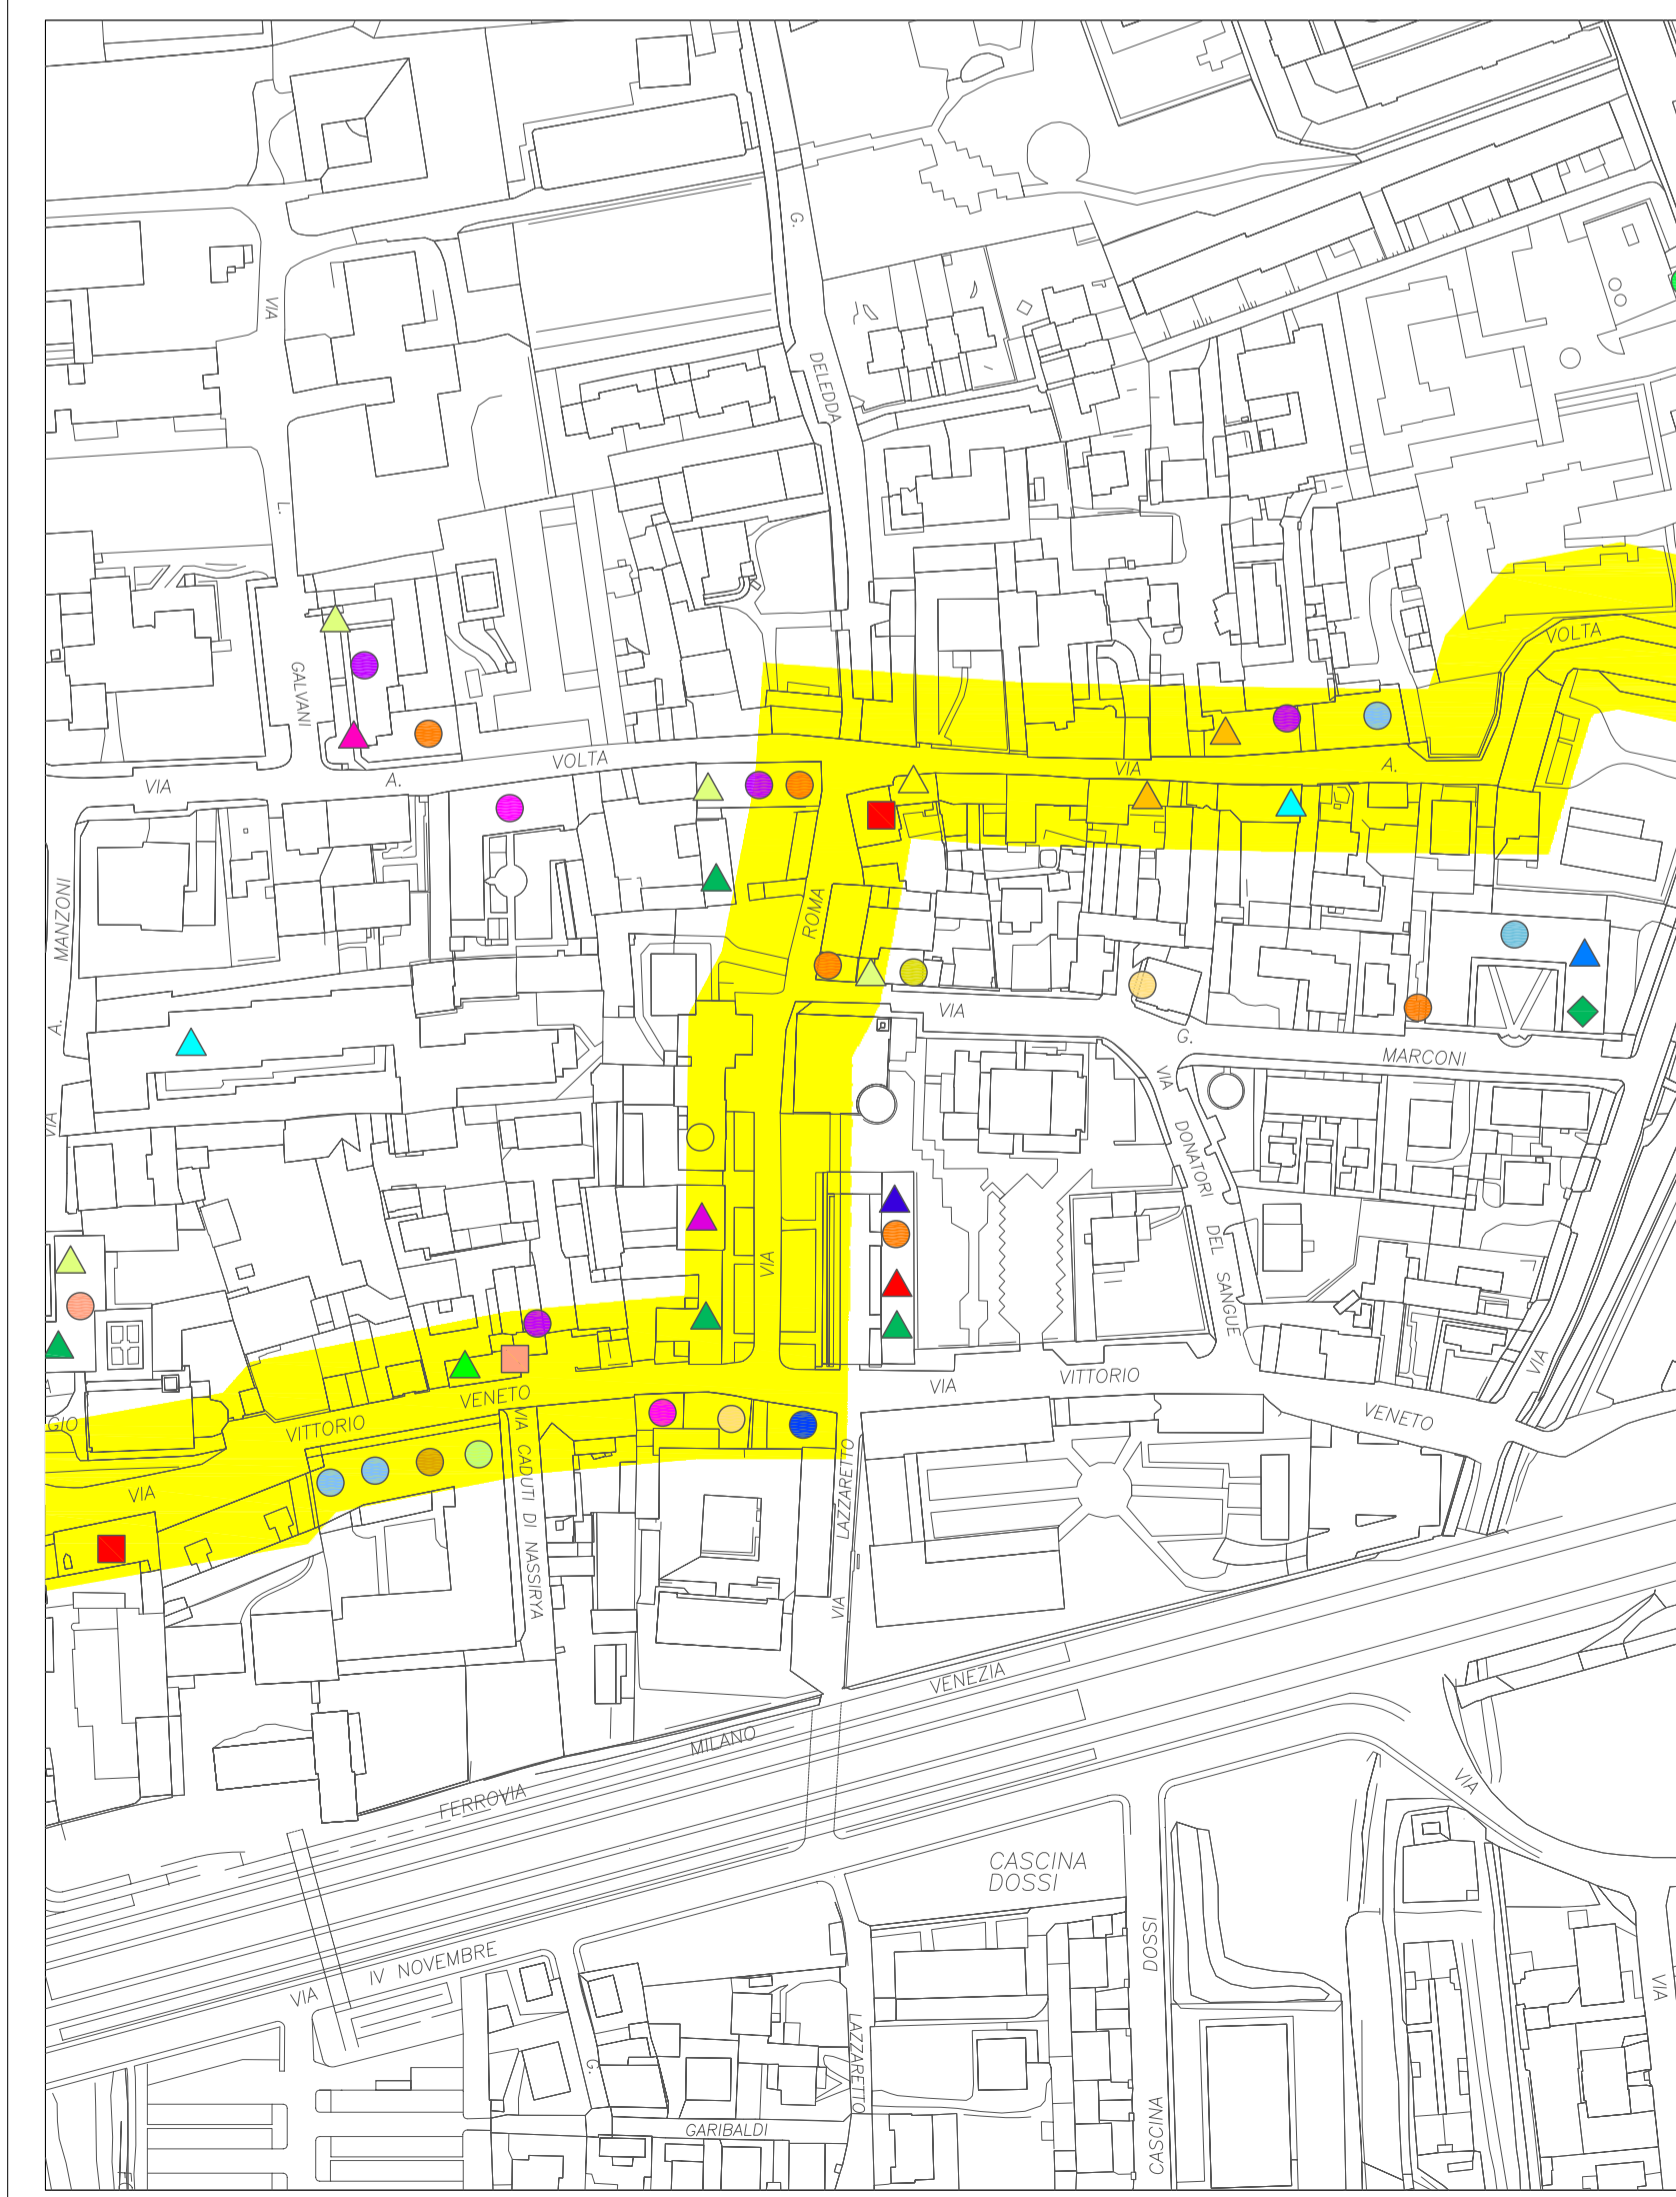 G.
VIA
DELEDDA
L.
VOLTA
GALVANI
VOLTA
VIA
A.
VIA
A.
MANZONI
A.
VIA
ROMA
VIA
G.
MARCONI
VIA
DONATORI
DEL
SANGUE
VIA
VIA
VENETO
VITTORIO
GIO
VIA
VIA CADUTI DI NASSIRYA
VIA
VITTORIO
VENETO
VIA
VIA LAZZARETTO
VENEZIA
MILANO
FERROVIA
VIA
CASCINA
DOSSI
IV NOVEMBRE
VIA
G.
GARIBALDI
LAZZARETTO
DOSSI
CASCINA
VIA